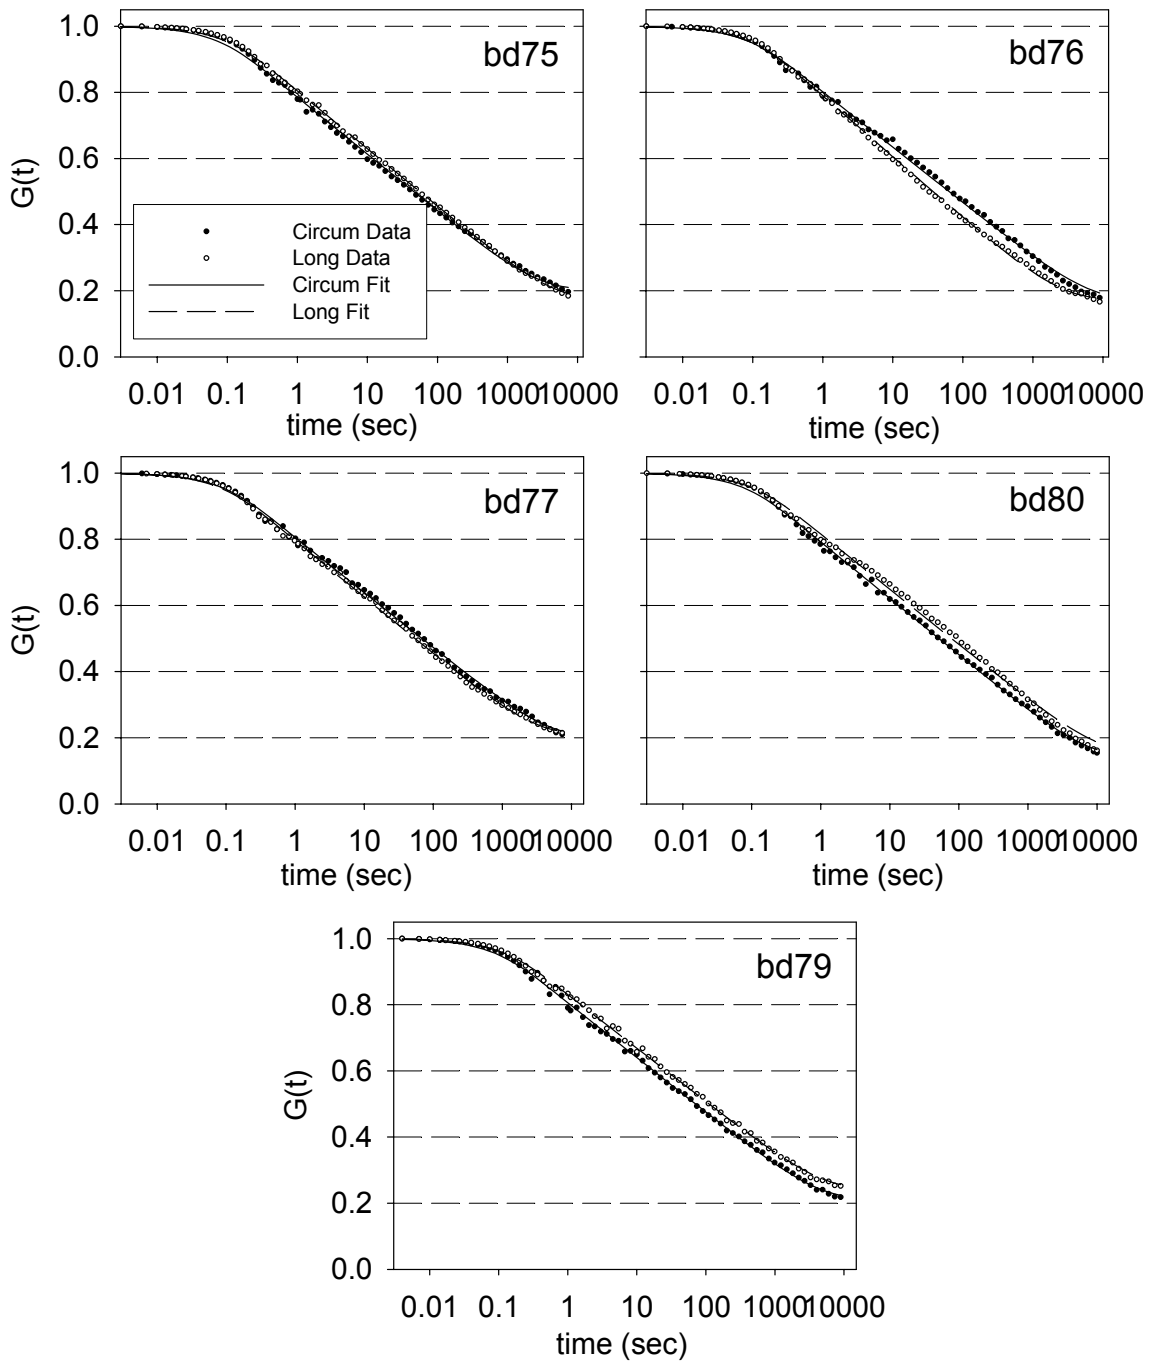 bd75
G(t)
1.0
0.8
0.6
0.4
0.2
0.0
Circum Data
Long Data
Circum Fit
Long Fit
0.01 0.1 1 10 100 1000 10000
time (sec)
bd76
0.01 0.1 1 10 100 1000 10000
time (sec)
bd77
G(t)
1.0
0.8
0.6
0.4
0.2
0.0
0.01 0.1 1 10 100 1000 10000
time (sec)
bd80
0.01 0.1 1 10 100 1000 10000
time (sec)
bd79
G(t)
1.0
0.8
0.6
0.4
0.2
0.0
0.01 0.1 1 10 100 1000 10000
time (sec)